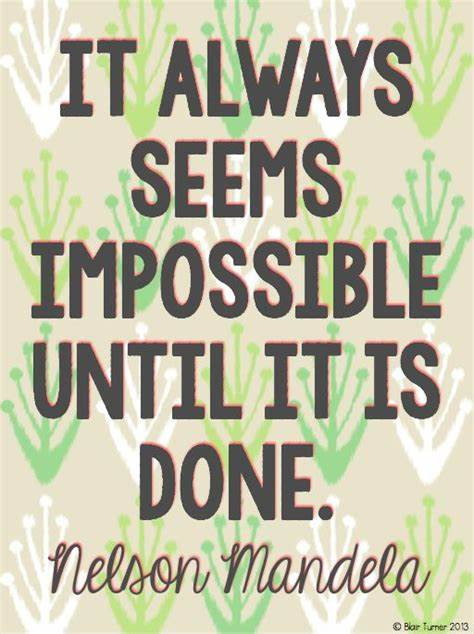 IT ALWAYS
SEEMS
IMPOSSIBLE
UNTIL IT IS
DONE.
Nelson Mandela
© Blair Turner 2013